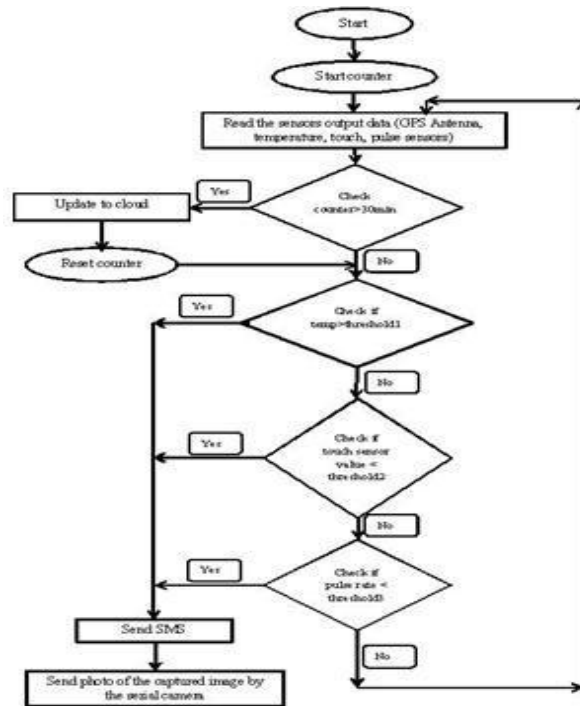 Start
Start counter
Read the sensors output data (GPS Antenna,
temperature, touch, pulse sensors)
Yes
Check
counter>30min
Update to cloud
Reset counter
No
Yes
Check if
temp>threshold1
No
Yes
Check if
touch sensor
value <
threshold2
No
Yes
Check if
pulse rate <
threshold3
Send SMS
No
Send photo of the captured image by
the serial camera